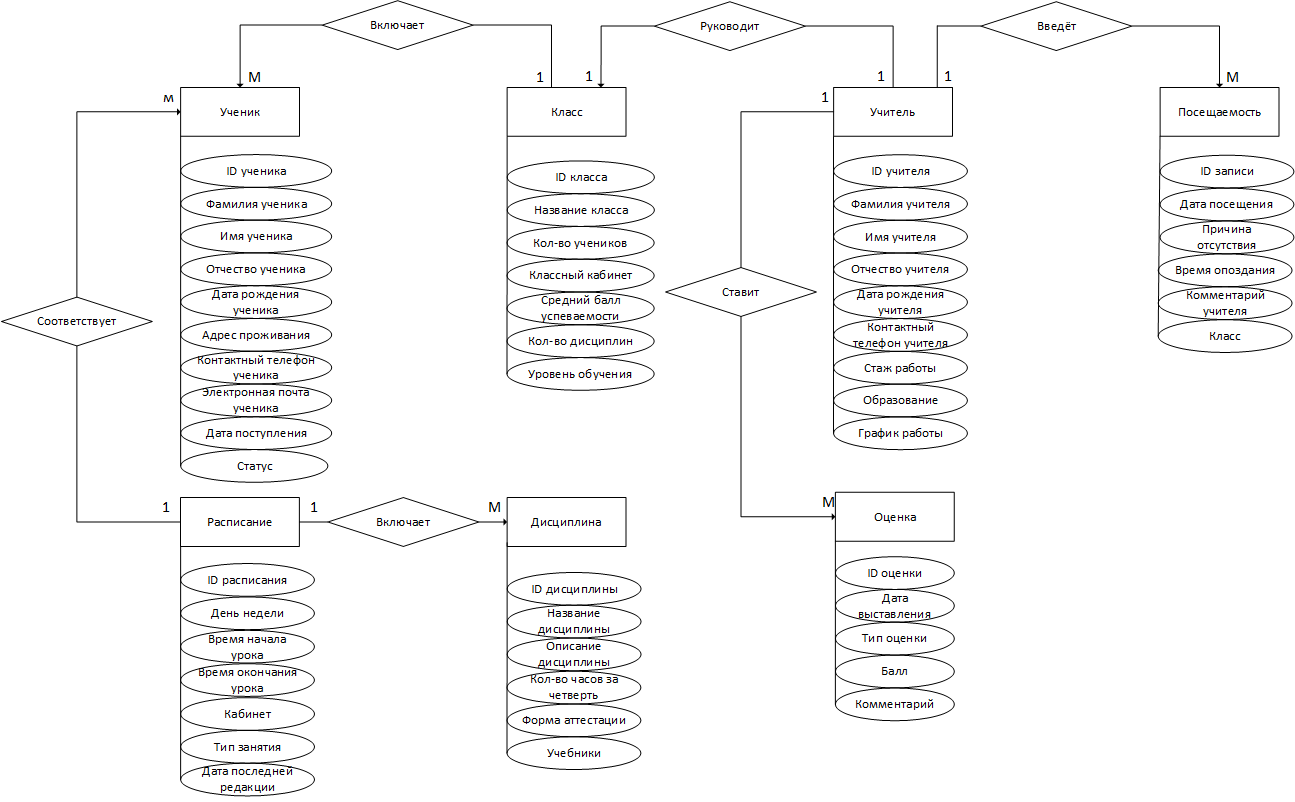 Включает
Руководит
Введёт
М
1
1
1
1
М
м
1
Ученик
Класс
Учитель
Посещаемость
ID ученика
Фамилия ученика
Имя ученика
Отчество ученика
Дата рождения
ученика
Адрес проживания
Контактный телефон
ученика
Электронная почта
ученика
Дата поступления
Статус
ID класса
Название класса
Кол-во учеников
Классный кабинет
Средний балл
успеваемости
Кол-во дисциплин
Уровень обучения
ID учителя
Фамилия учителя
Имя учителя
Отчество учителя
Дата рождения
учителя
Контактный
телефон учителя
Стаж работы
Образование
График работы
ID записи
Дата посещения
Причина
отсутствия
Время опоздания
Комментарий
учителя
Класс
Соответствует
Ставит
1
1
М
М
Расписание
Включает
Дисциплина
Оценка
ID расписания
День недели
Время начала
урока
Время окончания
урока
Кабинет
Тип занятия
Дата последней
редакции
ID дисциплины
Название
дисциплины
Описание
дисциплины
Кол-во часов за
четверть
Форма аттестации
Учебники
ID оценки
Дата
выставления
Тип оценки
Балл
Комментарий